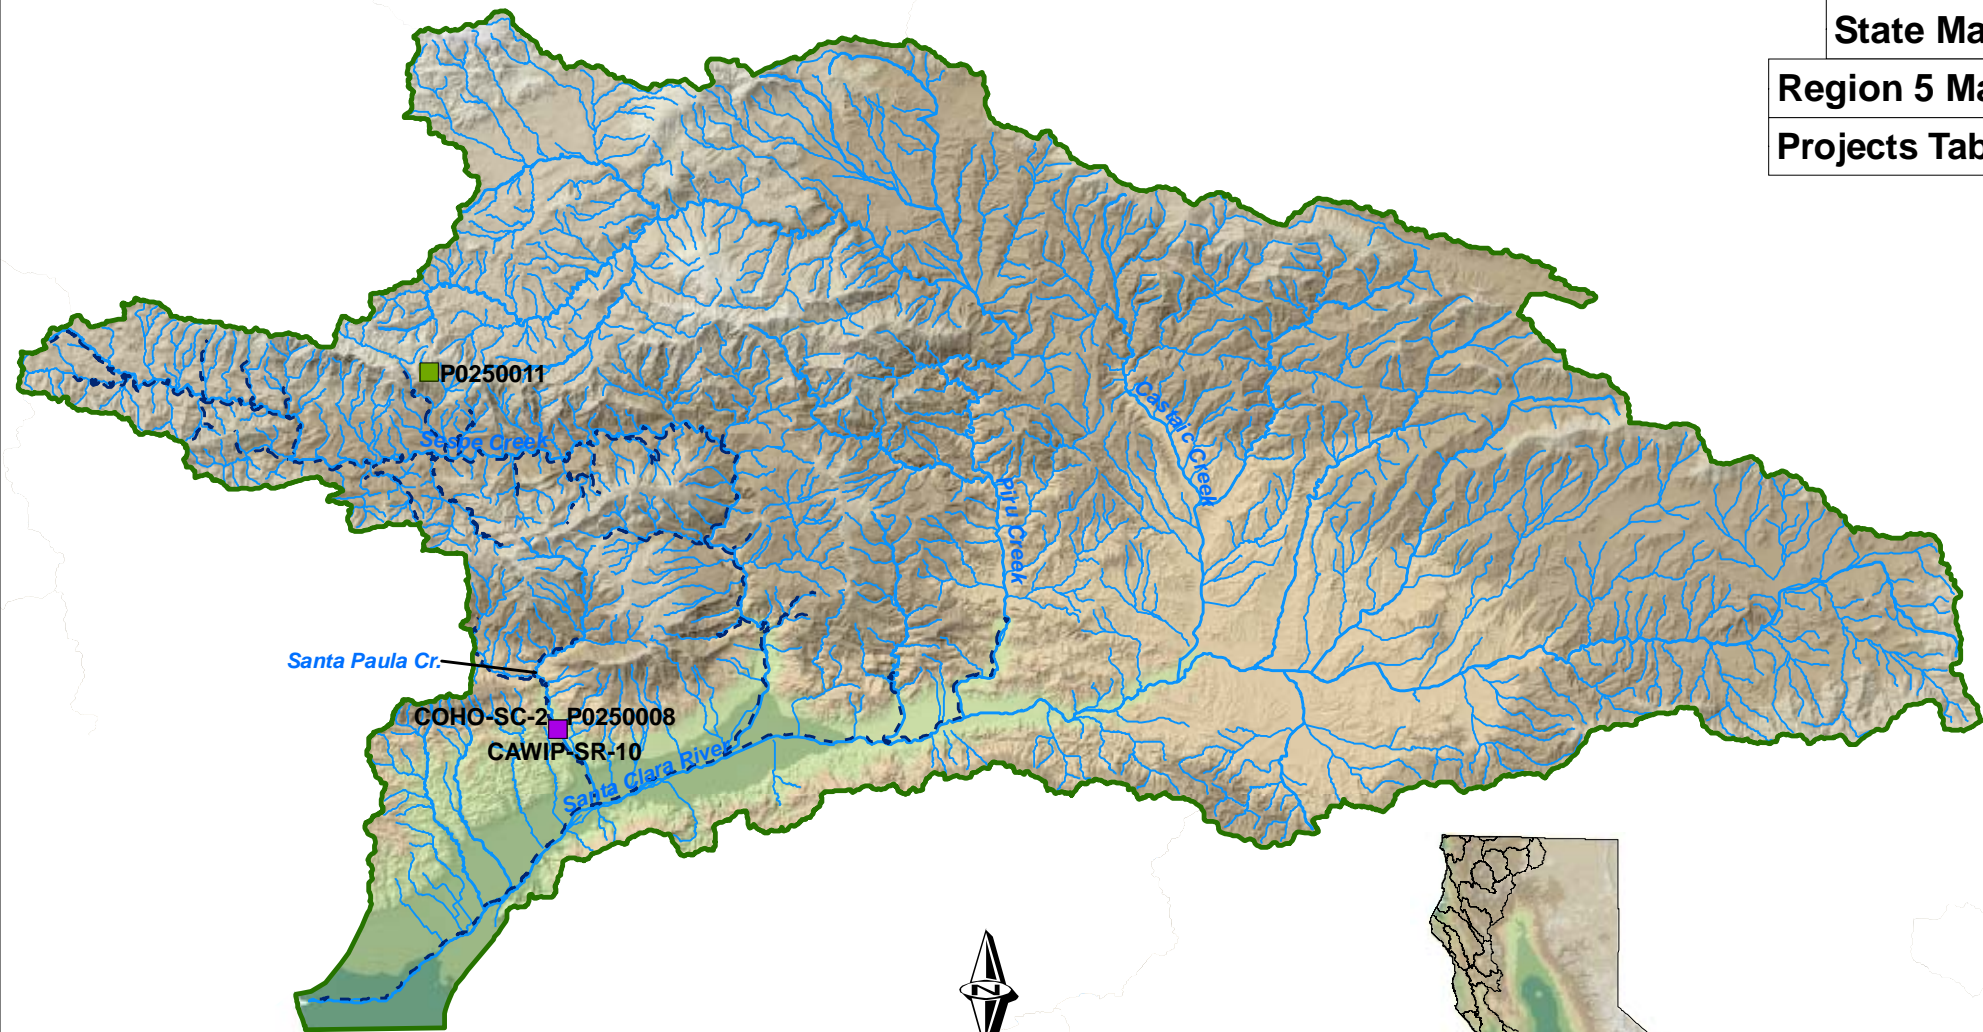 State Ma
Region 5 Ma
Projects Tab
P0250011
Sespe Creek
Castaic Creek
Piru Creek
Santa Paula Cr.
COHO-SC-2 P0250008
CAWIP-SR-10
Santa Clara River
N